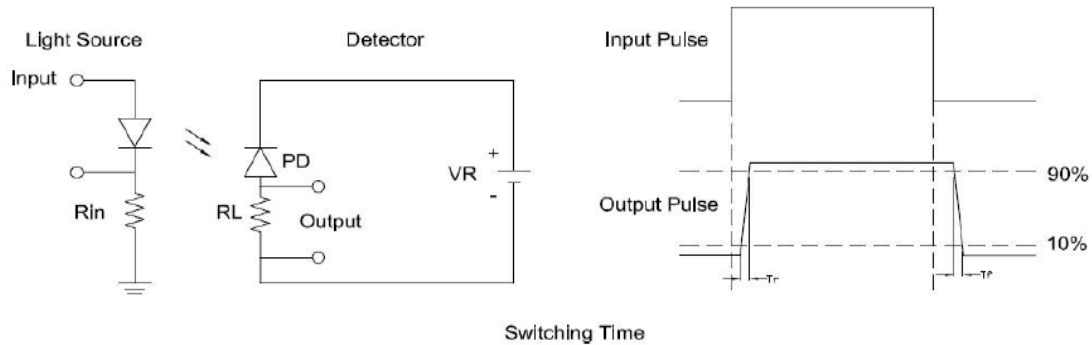 Light Source
Detector
Input
PD
Rin
RL
Output
VR
+
-
Input Pulse
Output Pulse
90%
10%
Tr
Tf
Switching Time